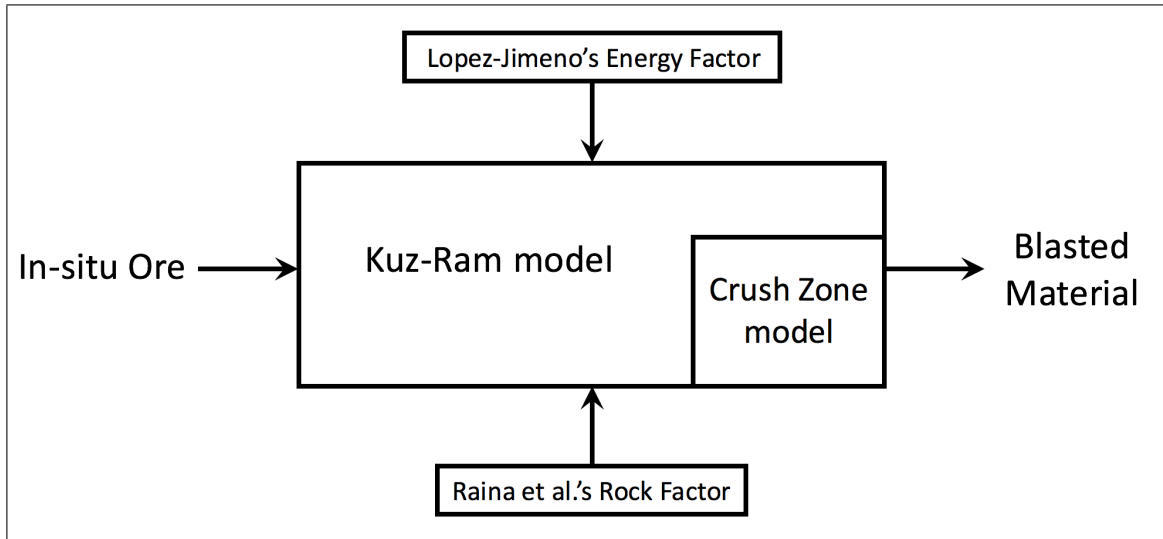 Lopez-Jimeno’s Energy Factor
In-situ Ore
Kuz-Ram model
Crush Zone
model
Blasted
Material
Raina et al.’s Rock Factor